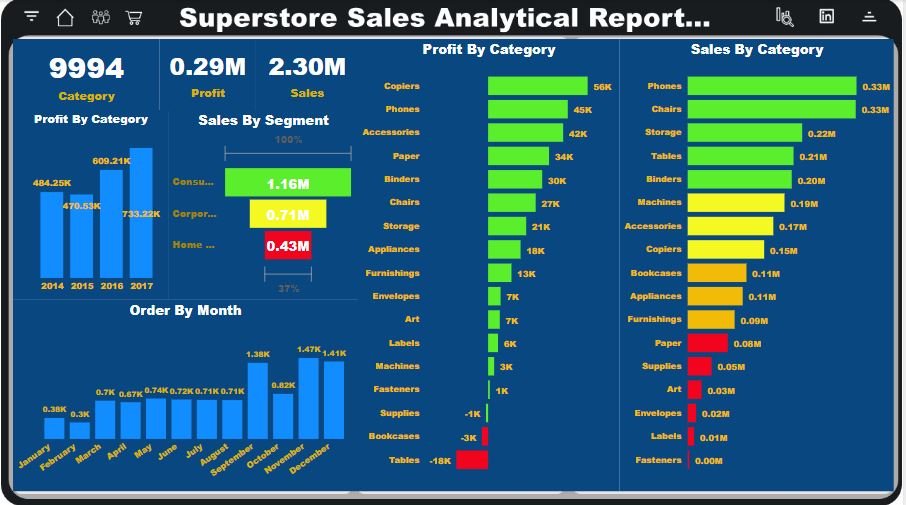 Superstore Sales Analytical Report...
9994
Category
0.29M
Profit
2.30M
Sales
Profit By Category
484.25K
470.53K
609.21K
733.22K
2014
2015
2016
2017
Sales By Segment
100%
Consu...
1.16M
Corpor...
0.71M
Home ...
0.43M
37%
Order By Month
0.38K
0.3K
0.7K
0.67K
0.74K
0.72K
0.71K
0.71K
1.38K
0.82K
1.47K
1.41K
January
February
March
April
May
June
July
August
September
October
November
December
Profit By Category
Copiers 56K
Phones 45K
Accessories 42K
Paper 34K
Binders 30K
Chairs 27K
Storage 21K
Appliances 18K
Furnishings 13K
Envelopes 7K
Art 7K
Labels 6K
Machines 3K
Fasteners 1K
Supplies -1K
Bookcases -3K
Tables -18K
Sales By Category
Phones 0.33M
Chairs 0.33M
Storage 0.22M
Tables 0.21M
Binders 0.20M
Machines 0.19M
Accessories 0.17M
Copiers 0.15M
Bookcases 0.11M
Appliances 0.11M
Furnishings 0.09M
Paper 0.08M
Supplies 0.05M
Art 0.03M
Envelopes 0.02M
Labels 0.01M
Fasteners 0.00M
in